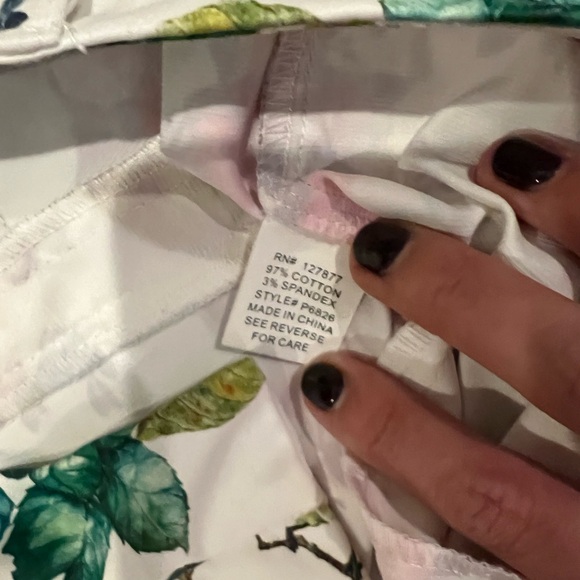 RN# 127877
97% COTTON
3% SPANDEX
STYLE# P6826
MADE IN CHINA
SEE REVERSE
FOR CARE